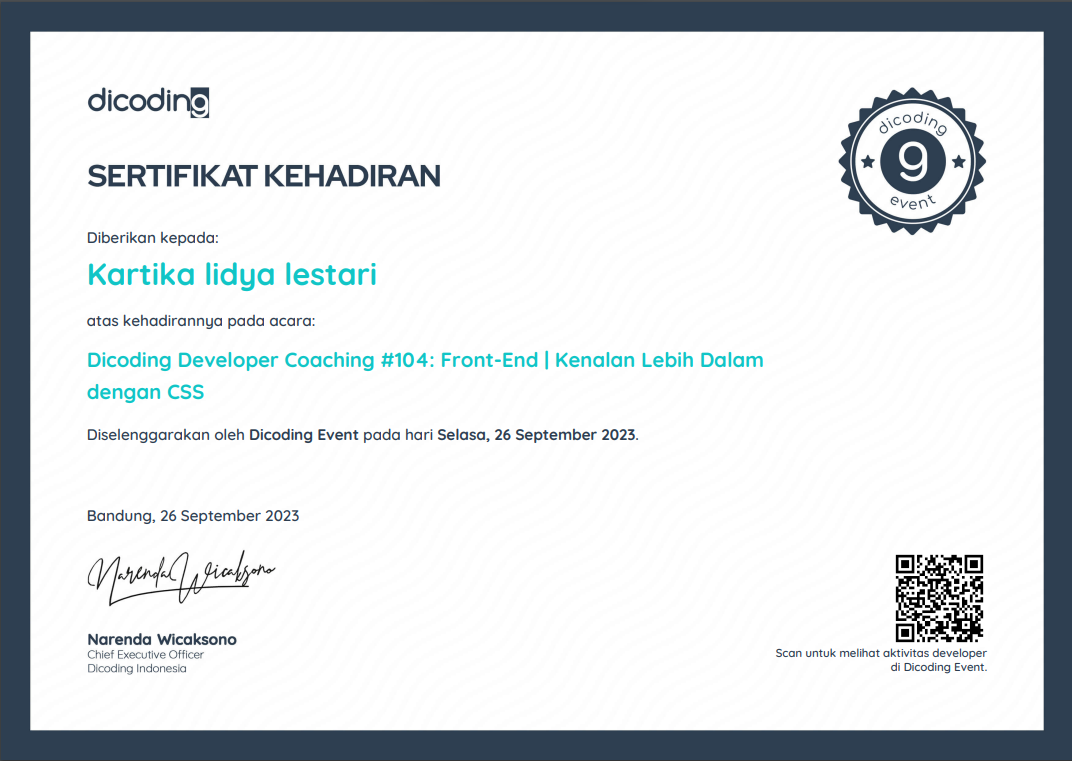 dicoding
dicoding
9
event
SERTIFIKAT KEHADIRAN
Diberikan kepada:
Kartika lidya lestari
atas kehadirannya pada acara:
Dicoding Developer Coaching #104: Front-End | Kenalan Lebih Dalam
dengan CSS
Diselenggarakan oleh Dicoding Event pada hari Selasa, 26 September 2023.
Bandung, 26 September 2023
Narenda Wicaksono
Narenda Wicaksono
Chief Executive Officer
Dicoding Indonesia
Scan untuk melihat aktivitas developer
di Dicoding Event.